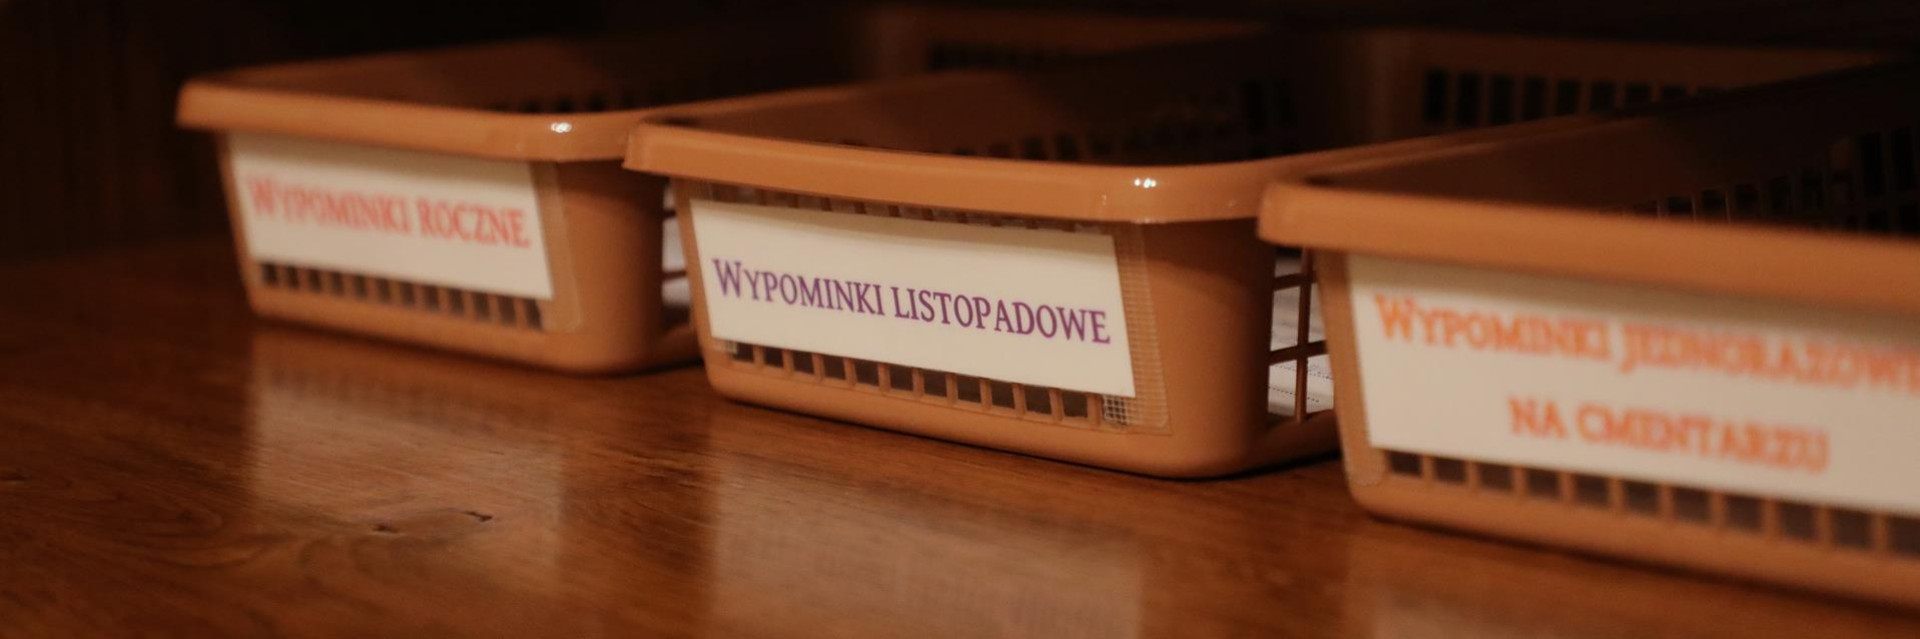 WYPOMINKI ROCZNE
WYPOMINKI LISTOPADOWE
WYPOMINKI JEDNORAZOWE
NA CMENTARZU